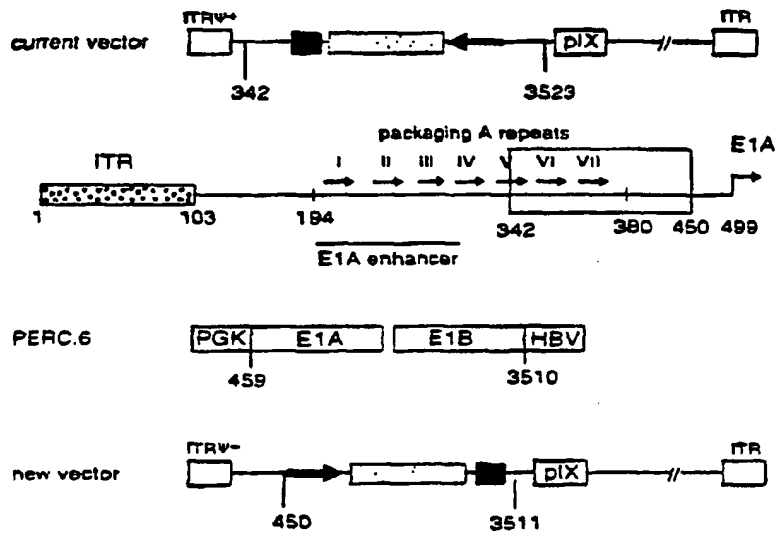 ITRΨ+ ITR
current vector pIX
342 3523
packaging A repeats
I II III IV V VI VII E1A
ITR
1 103 194 342 380 450 499
E1A enhancer
PERC.6 PGK E1A E1B HBV
459 3510
ITRΨ− ITR
new vector pIX
450 3511